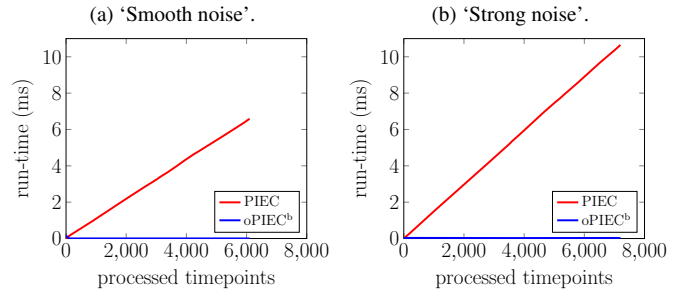 (a) ‘Smooth noise’.
10
8
6
4
2
0
run-time (ms)
PIEC
oPIECᵇ
0 2,000 4,000 6,000 8,000
processed timepoints
(b) ‘Strong noise’.
10
8
6
4
2
0
run-time (ms)
PIEC
oPIECᵇ
0 2,000 4,000 6,000 8,000
processed timepoints